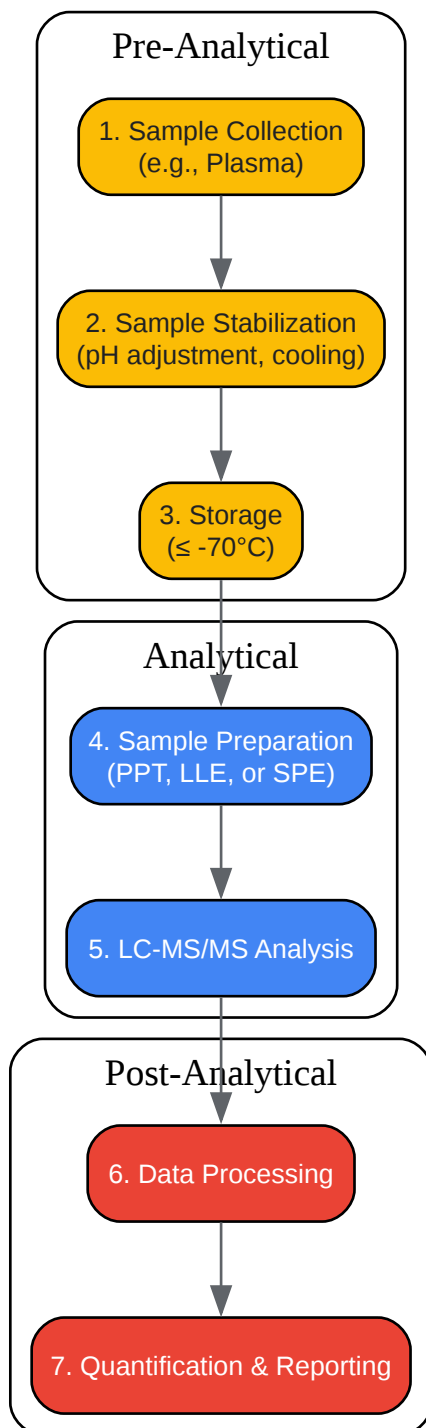 Pre-Analytical
1. Sample Collection
(e.g., Plasma)
2. Sample Stabilization
(pH adjustment, cooling)
3. Storage
(≤ -70°C)
Analytical
4. Sample Preparation
(PPT, LLE, or SPE)
5. LC-MS/MS Analysis
Post-Analytical
6. Data Processing
7. Quantification & Reporting